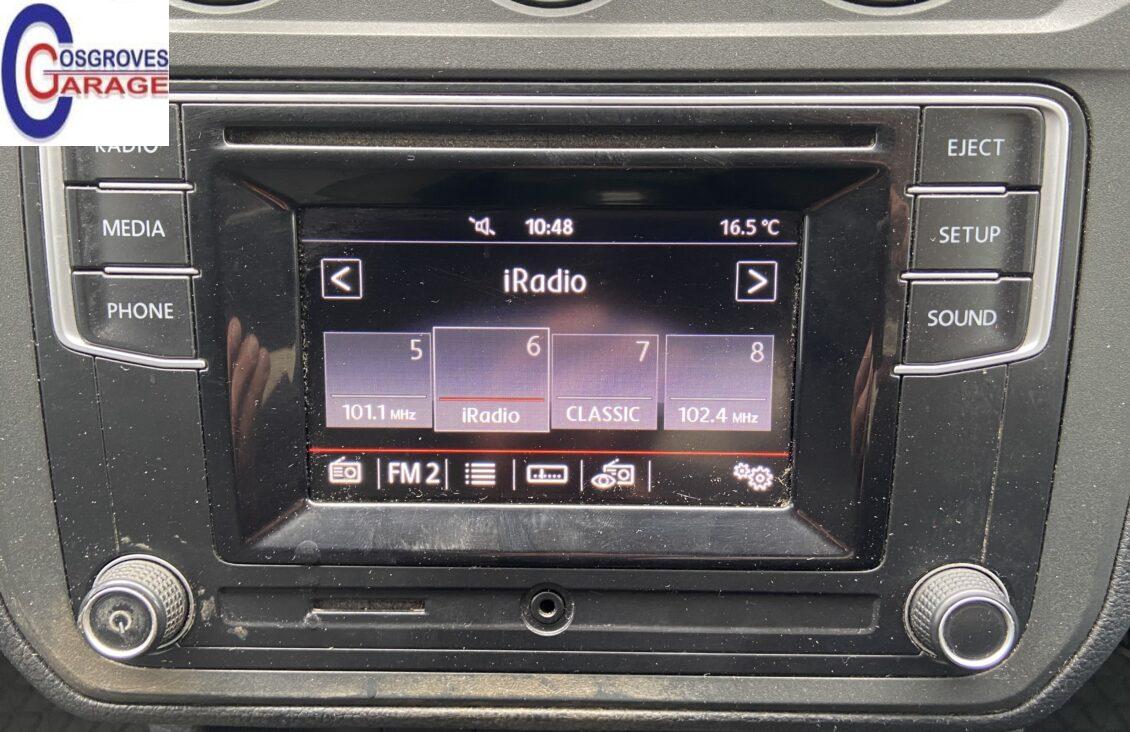 COSGROVES
GARAGE
RADIO
EJECT
MEDIA
SETUP
PHONE
SOUND
10:48
16.5 °C
<
iRadio
>
5
6
7
8
101.1 MHz
iRadio
CLASSIC
102.4 MHz
FM 2